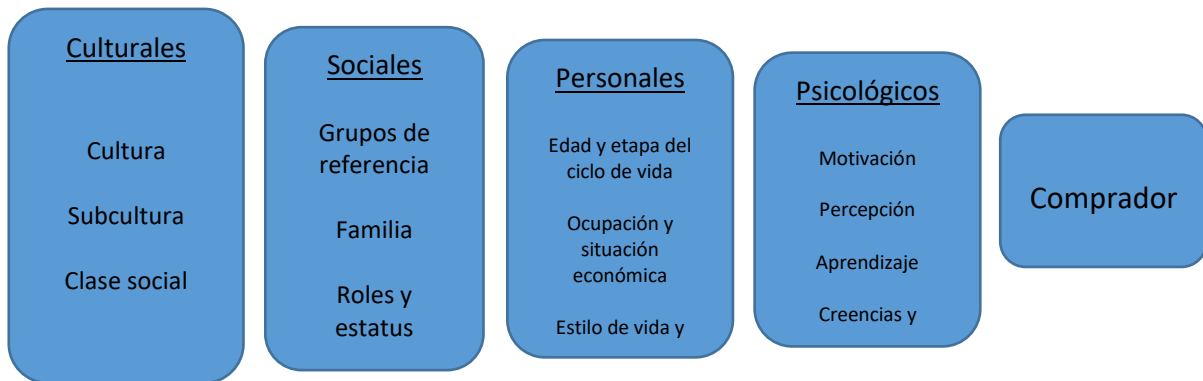 Culturales
Cultura
Subcultura
Clase social
Sociales
Grupos de
referencia
Familia
Roles y
estatus
Personales
Edad y etapa del
ciclo de vida
Ocupación y
situación
económica
Estilo de vida y
Psicológicos
Motivación
Percepción
Aprendizaje
Creencias y
Comprador